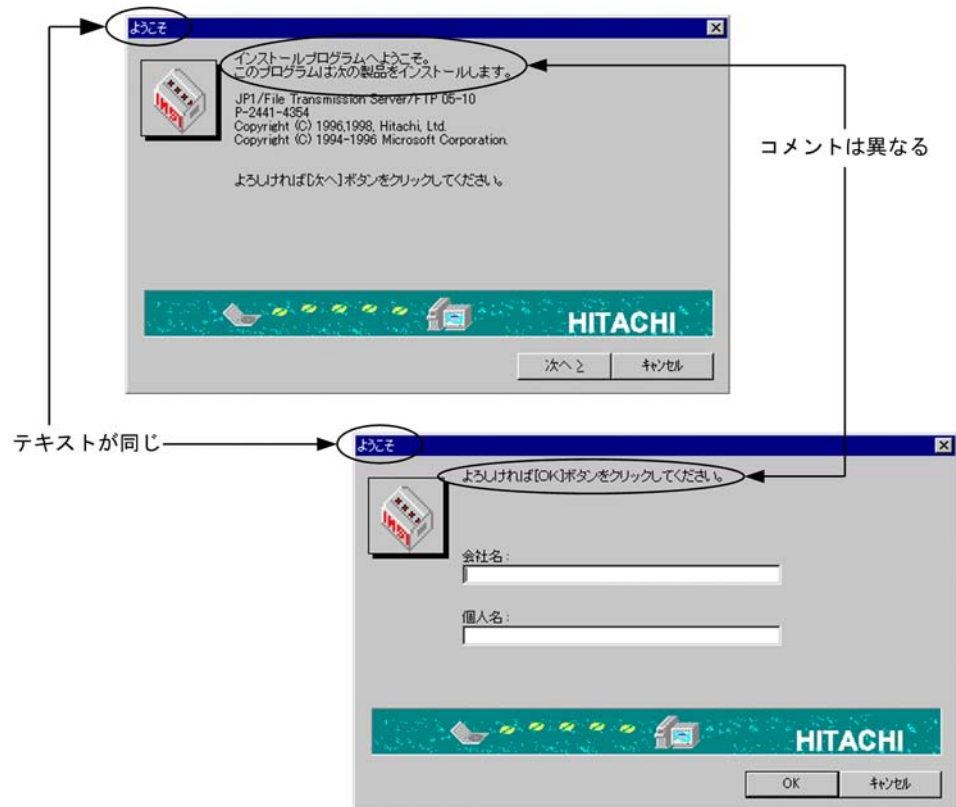 ようこそ
インストールプログラムへようこそ。
このプログラムは次の製品をインストールします。
JP1/File Transmission Server/FTP 05-10
P-2441-4354
Copyright (C) 1996,1998, Hitachi, Ltd.
Copyright (C) 1994-1996 Microsoft Corporation.
よろしければ[次へ]ボタンをクリックしてください。
INST
HITACHI
次へ >
キャンセル
コメントは異なる
テキストが同じ
ようこそ
よろしければ[OK]ボタンをクリックしてください。
INST
会社名:
個人名:
HITACHI
OK
キャンセル